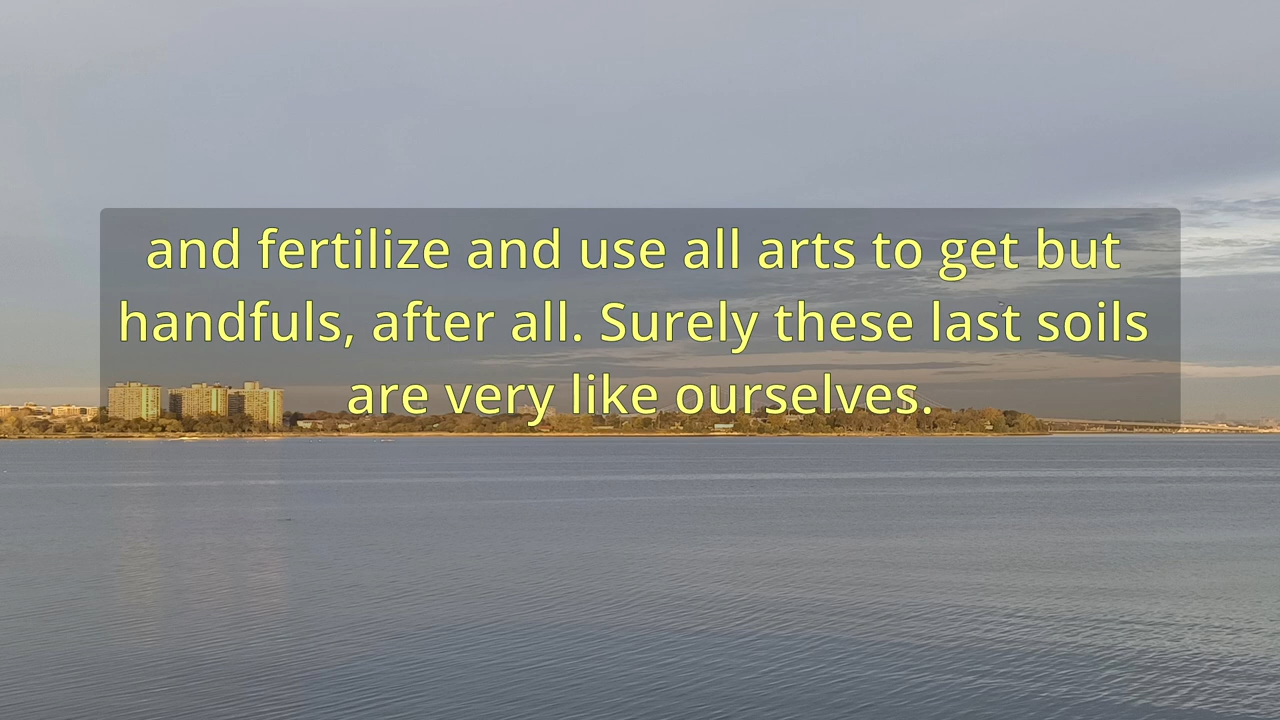 and fertilize and use all arts to get but
handfuls, after all. Surely these last soils
are very like ourselves.